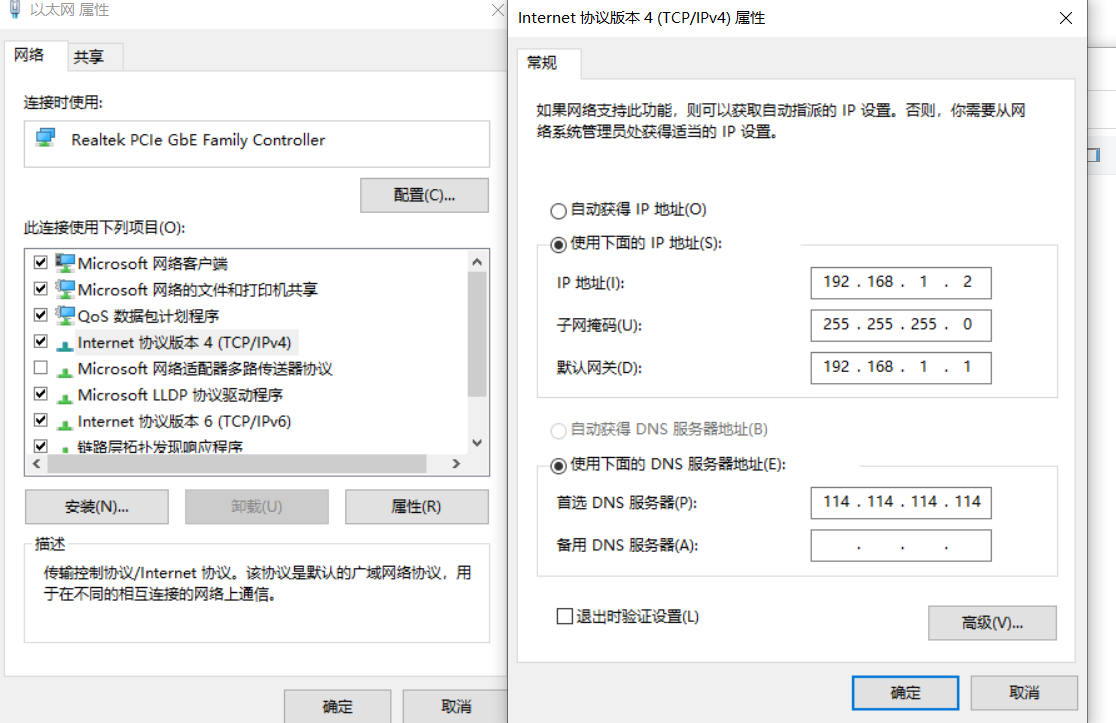 以太网 属性
网络
共享
连接时使用:
Realtek PCIe GbE Family Controller
配置(C)...
此连接使用下列项目(O):
Microsoft 网络客户端
Microsoft 网络的文件和打印机共享
QoS 数据包计划程序
Internet 协议版本 4 (TCP/IPv4)
Microsoft 网络适配器多路传送器协议
Microsoft LLDP 协议驱动程序
Internet 协议版本 6 (TCP/IPv6)
链路层拓扑发现响应程序
安装(N)...
卸载(U)
属性(R)
描述
传输控制协议/Internet 协议。该协议是默认的广域网络协议，用
于在不同的相互连接的网络上通信。
确定
取消
Internet 协议版本 4 (TCP/IPv4) 属性
常规
如果网络支持此功能，则可以获取自动指派的 IP 设置。否则，你需要从网
络系统管理员处获得适当的 IP 设置。
自动获得 IP 地址(O)
使用下面的 IP 地址(S):
IP 地址(I):
192 . 168 . 1 . 2
子网掩码(U):
255 . 255 . 255 . 0
默认网关(D):
192 . 168 . 1 . 1
自动获得 DNS 服务器地址(B)
使用下面的 DNS 服务器地址(E):
首选 DNS 服务器(P):
114 . 114 . 114 . 114
备用 DNS 服务器(A):
. . .
退出时验证设置(L)
高级(V)...
确定
取消